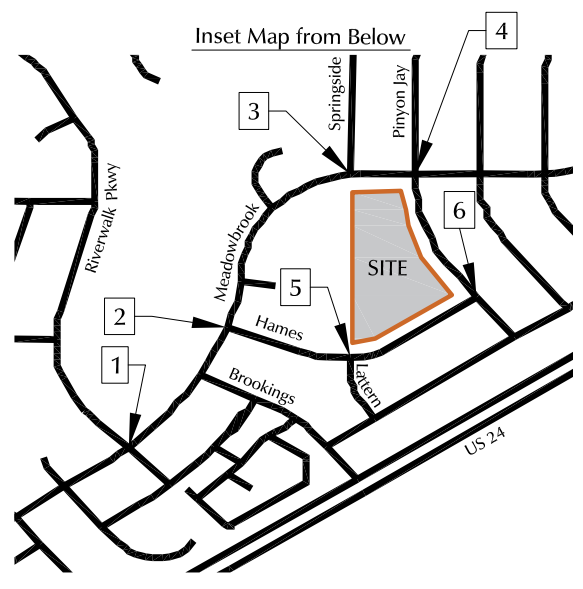 Inset Map from Below
4
Springside
Pinyon Jay
3
Riverwalk Pkwy
Meadowbrook
6
SITE
5
2
Hames
1
Brookings
Lattern
US 24